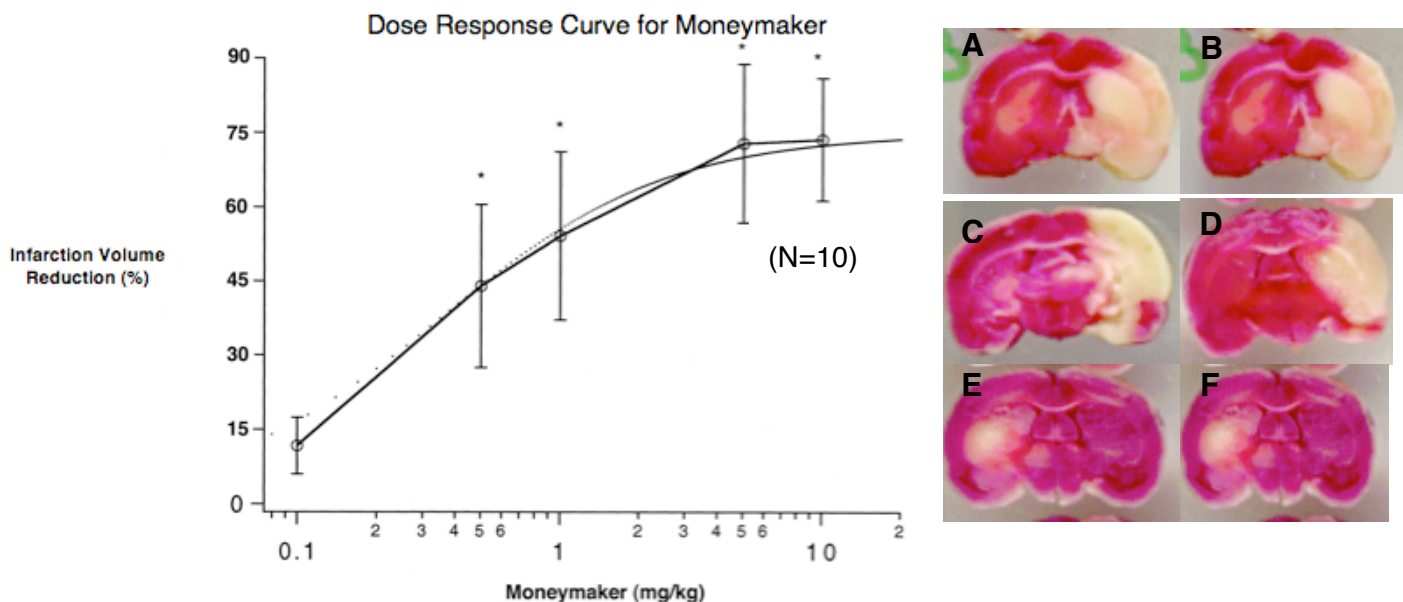 Dose Response Curve for Moneymaker
90
75
60
45
30
15
0
Infarction Volume
Reduction (%)
* * * *
(N=10)
0.1 2 3 4 5 6 1 2 3 5 6 10 2
Moneymaker (mg/kg)
A B
C D
E F